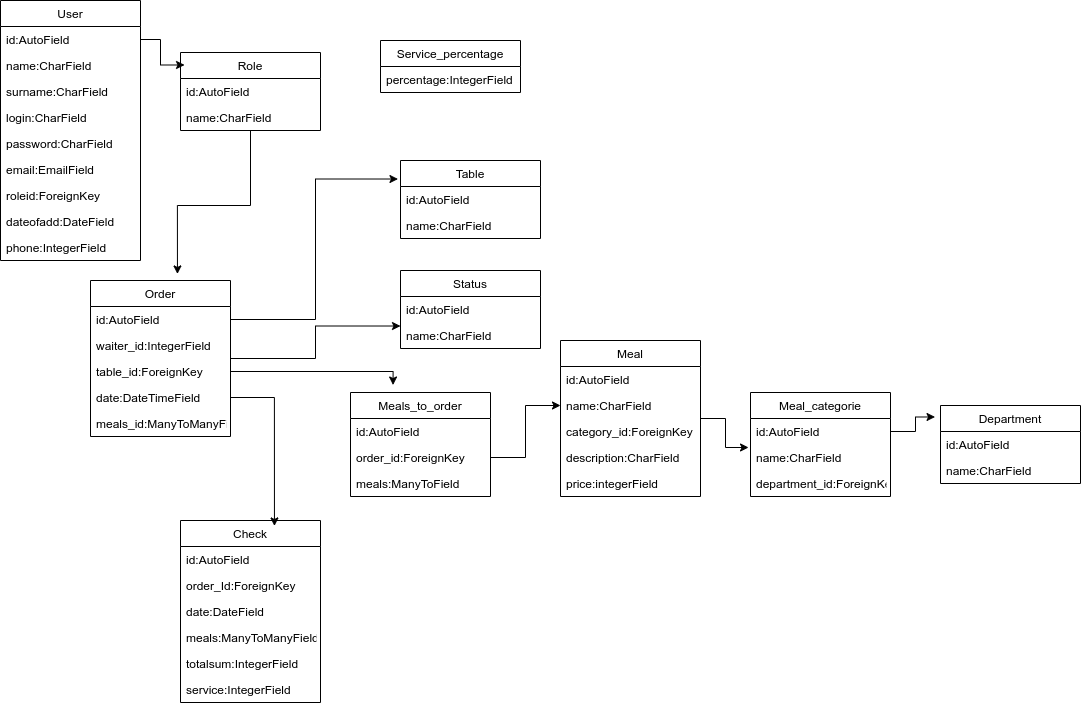 User
id:AutoField
name:CharField
surname:CharField
login:CharField
password:CharField
email:EmailField
roleid:ForeignKey
dateofadd:DateField
phone:IntegerField
Role
id:AutoField
name:CharField
Service_percentage
percentage:IntegerField
Table
id:AutoField
name:CharField
Status
id:AutoField
name:CharField
Order
id:AutoField
waiter_id:IntegerField
table_id:ForeignKey
date:DateTimeField
meals_id:ManyToManyF
Meals_to_order
id:AutoField
order_id:ForeignKey
meals:ManyToField
Meal
id:AutoField
name:CharField
category_id:ForeignKey
description:CharField
price:integerField
Meal_categorie
id:AutoField
name:CharField
department_id:ForeignKe
Department
id:AutoField
name:CharField
Check
id:AutoField
order_Id:ForeignKey
date:DateField
meals:ManyToManyField
totalsum:IntegerField
service:IntegerField